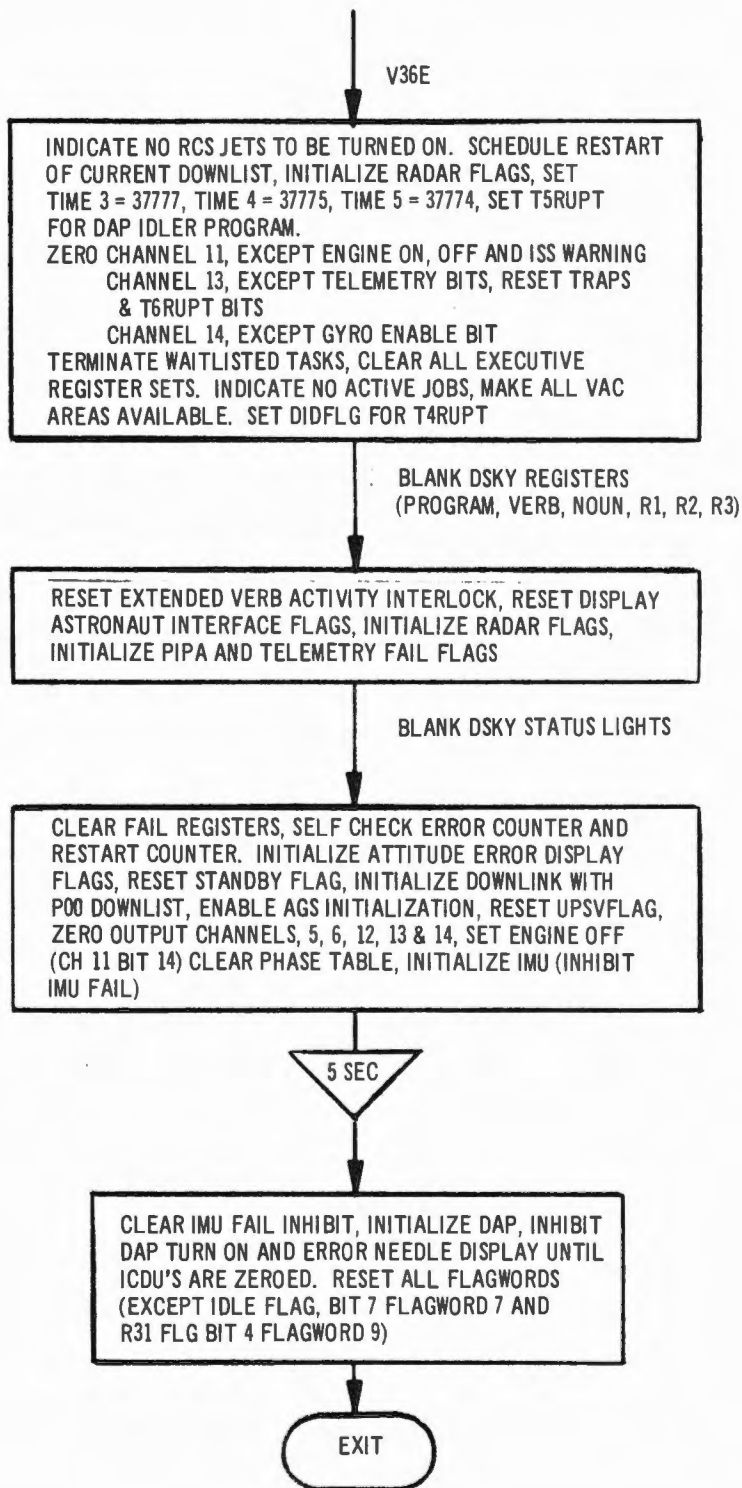 V36E
INDICATE NO RCS JETS TO BE TURNED ON. SCHEDULE RESTART
OF CURRENT DOWNLIST, INITIALIZE RADAR FLAGS, SET
TIME 3 = 37777, TIME 4 = 37775, TIME 5 = 37774, SET T5RUPT
FOR DAP IDLER PROGRAM.
ZERO CHANNEL 11, EXCEPT ENGINE ON, OFF AND ISS WARNING
CHANNEL 13, EXCEPT TELEMETRY BITS, RESET TRAPS
& T6RUPT BITS
CHANNEL 14, EXCEPT GYRO ENABLE BIT
TERMINATE WAITLISTED TASKS, CLEAR ALL EXECUTIVE
REGISTER SETS. INDICATE NO ACTIVE JOBS, MAKE ALL VAC
AREAS AVAILABLE. SET DIDFLG FOR T4RUPT
BLANK DSKY REGISTERS
(PROGRAM, VERB, NOUN, R1, R2, R3)
RESET EXTENDED VERB ACTIVITY INTERLOCK, RESET DISPLAY
ASTRONAUT INTERFACE FLAGS, INITIALIZE RADAR FLAGS,
INITIALIZE PIPA AND TELEMETRY FAIL FLAGS
BLANK DSKY STATUS LIGHTS
CLEAR FAIL REGISTERS, SELF CHECK ERROR COUNTER AND
RESTART COUNTER. INITIALIZE ATTITUDE ERROR DISPLAY
FLAGS, RESET STANDBY FLAG, INITIALIZE DOWNLINK WITH
P00 DOWNLIST, ENABLE AGS INITIALIZATION, RESET UPSVFLAG,
ZERO OUTPUT CHANNELS, 5, 6, 12, 13 & 14, SET ENGINE OFF
(CH 11 BIT 14) CLEAR PHASE TABLE, INITIALIZE IMU (INHIBIT
IMU FAIL)
5 SEC
CLEAR IMU FAIL INHIBIT, INITIALIZE DAP, INHIBIT
DAP TURN ON AND ERROR NEEDLE DISPLAY UNTIL
ICDU'S ARE ZEROED. RESET ALL FLAGWORDS
(EXCEPT IDLE FLAG, BIT 7 FLAGWORD 7 AND
R31 FLG BIT 4 FLAGWORD 9)
EXIT